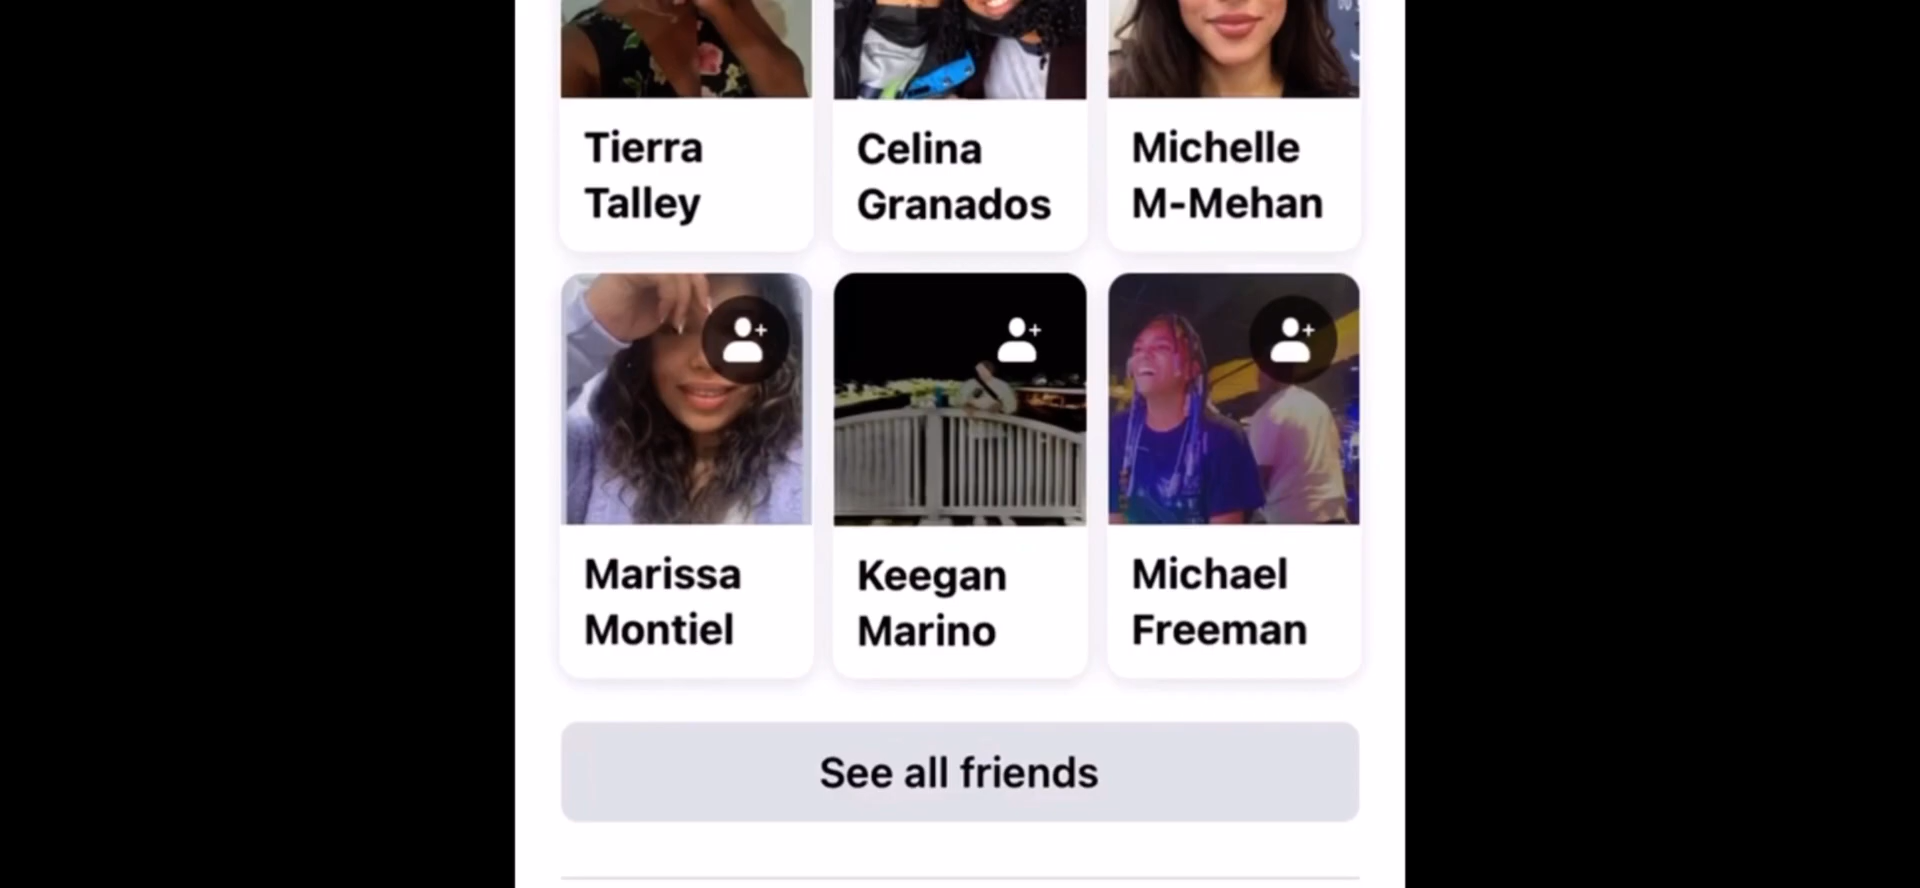 Tierra
Talley
Celina
Granados
Michelle
M-Mehan
Marissa
Montiel
Keegan
Marino
Michael
Freeman
See all friends